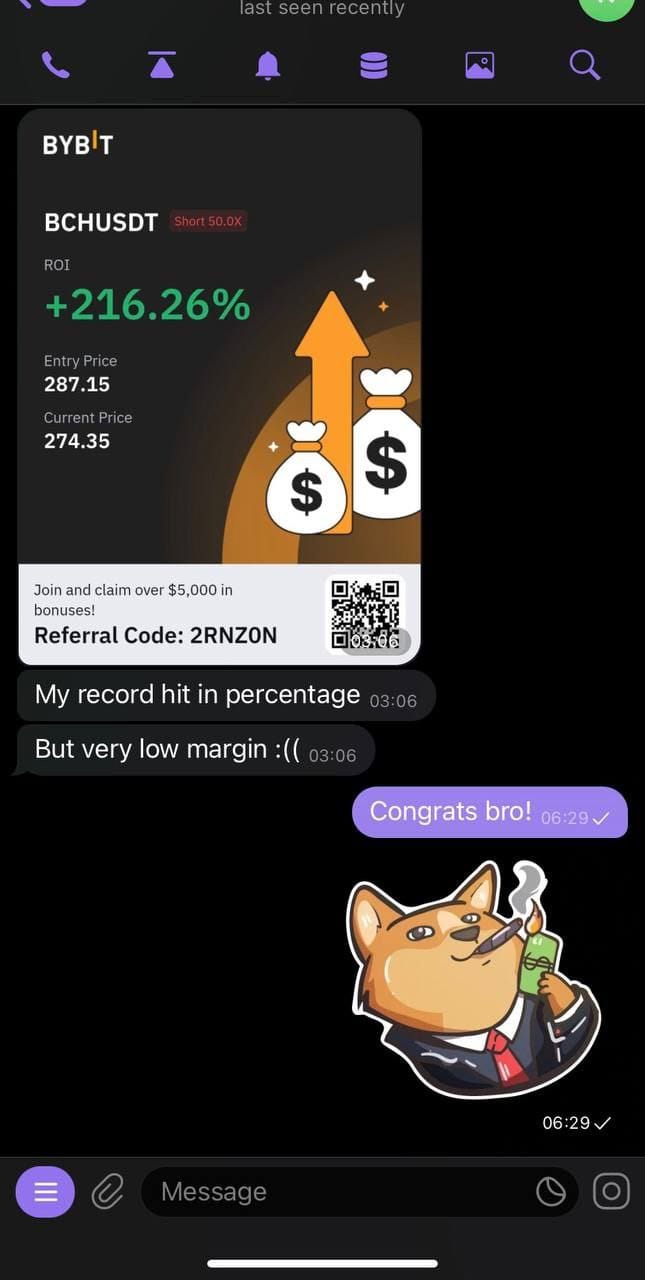 last seen recently
BYBIT
BCHUSDT Short 50.0X
ROI
+216.26%
Entry Price
287.15
Current Price
274.35
$ $
Join and claim over $5,000 in
bonuses!
Referral Code: 2RNZ0N
03:06
My record hit in percentage 03:06
But very low margin :(( 03:06
Congrats bro! 06:29
06:29
Message